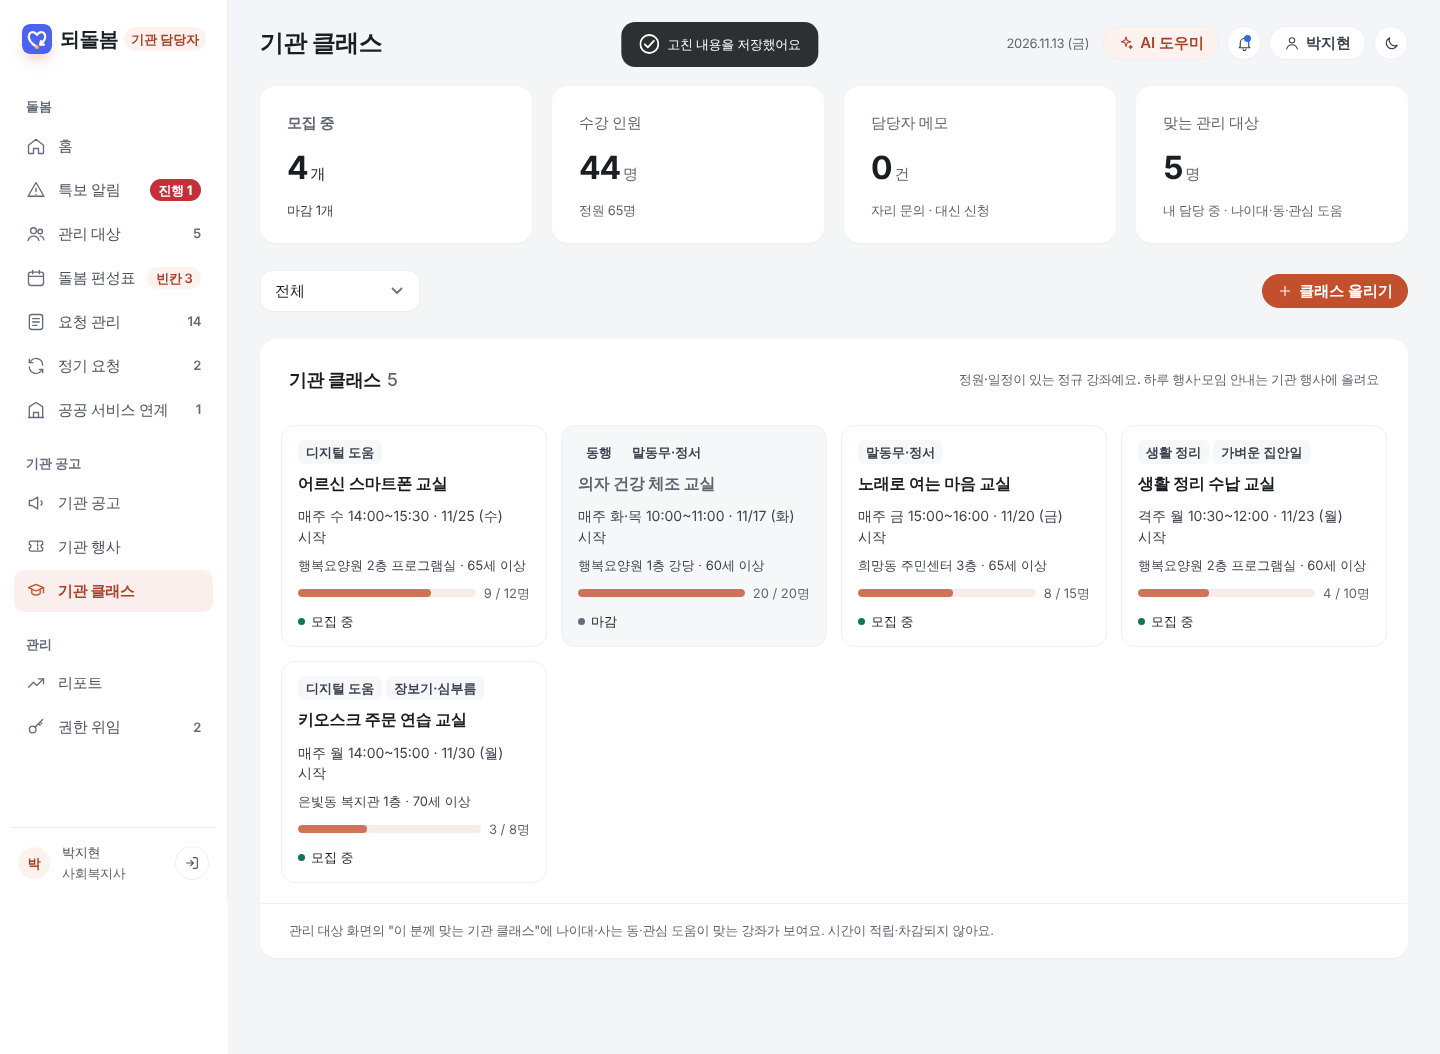 되돌봄 기관 담당자
돌봄
홈
특보 알림 진행 1
관리 대상 5
돌봄 편성표 빈칸 3
요청 관리 14
정기 요청 2
공공 서비스 연계 1
기관 공고
기관 공고
기관 행사
기관 클래스
관리
리포트
권한 위임 2
박 박지현
사회복지사
기관 클래스
고친 내용을 저장했어요
2026.11.13 (금) AI 도우미 박지현
모집 중
4 개
마감 1개
수강 인원
44 명
정원 65명
담당자 메모
0 건
자리 문의 · 대신 신청
맞는 관리 대상
5 명
내 담당 중 · 나이대·동·관심 도움
전체
클래스 올리기
기관 클래스 5
정원·일정이 있는 정규 강좌예요. 하루 행사·모임 안내는 기관 행사에 올려요
디지털 도움
어르신 스마트폰 교실
매주 수 14:00~15:30 · 11/25 (수)
시작
행복요양원 2층 프로그램실 · 65세 이상
9 / 12명
모집 중
동행 말동무·정서
의자 건강 체조 교실
매주 화·목 10:00~11:00 · 11/17 (화)
시작
행복요양원 1층 강당 · 60세 이상
20 / 20명
마감
말동무·정서
노래로 여는 마음 교실
매주 금 15:00~16:00 · 11/20 (금)
시작
희망동 주민센터 3층 · 65세 이상
8 / 15명
모집 중
생활 정리 가벼운 집안일
생활 정리 수납 교실
격주 월 10:30~12:00 · 11/23 (월)
시작
행복요양원 2층 프로그램실 · 60세 이상
4 / 10명
모집 중
디지털 도움 장보기·심부름
키오스크 주문 연습 교실
매주 월 14:00~15:00 · 11/30 (월)
시작
은빛동 복지관 1층 · 70세 이상
3 / 8명
모집 중
관리 대상 화면의 "이 분께 맞는 기관 클래스"에 나이대·사는 동·관심 도움이 맞는 강좌가 보여요. 시간이 적립·차감되지 않아요.